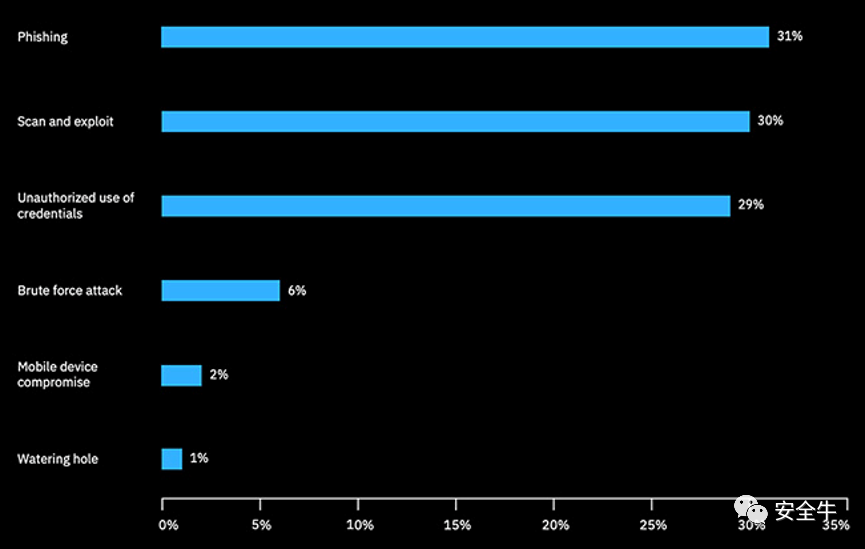 Phishing
31%
Scan and exploit
30%
Unauthorized use of
credentials
29%
Brute force attack
6%
Mobile device
compromise
2%
Watering hole
1%
0%
5%
10%
15%
20%
25%
30%
35%
安全牛